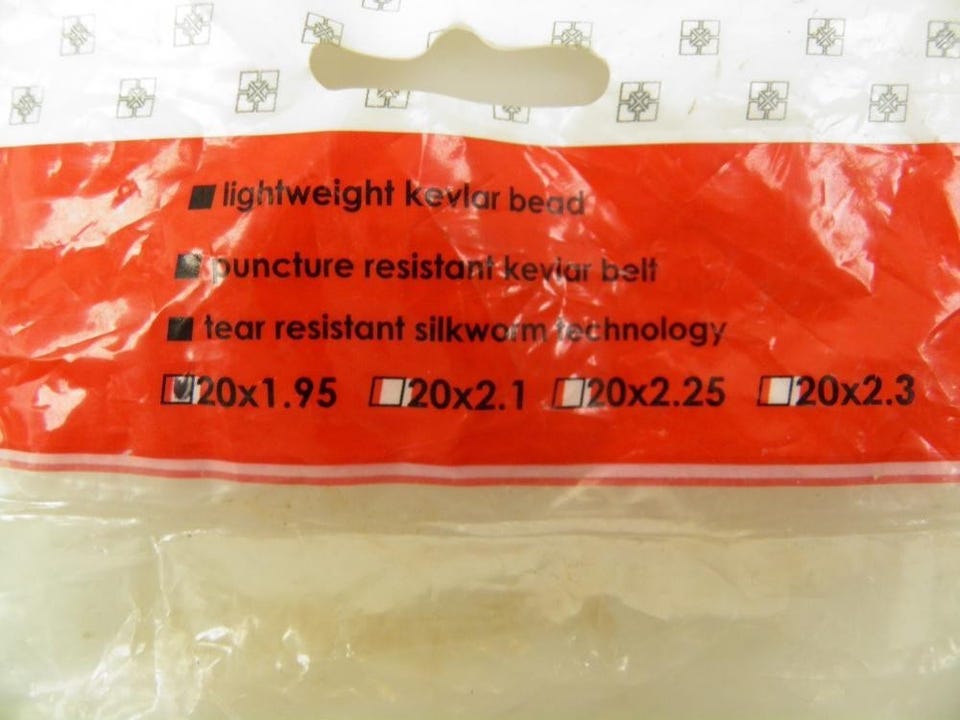 lightweight kevlar bead
puncture resistant kevlar belt
tear resistant silkworm technology
20x1.95 20x2.1 20x2.25 20x2.3